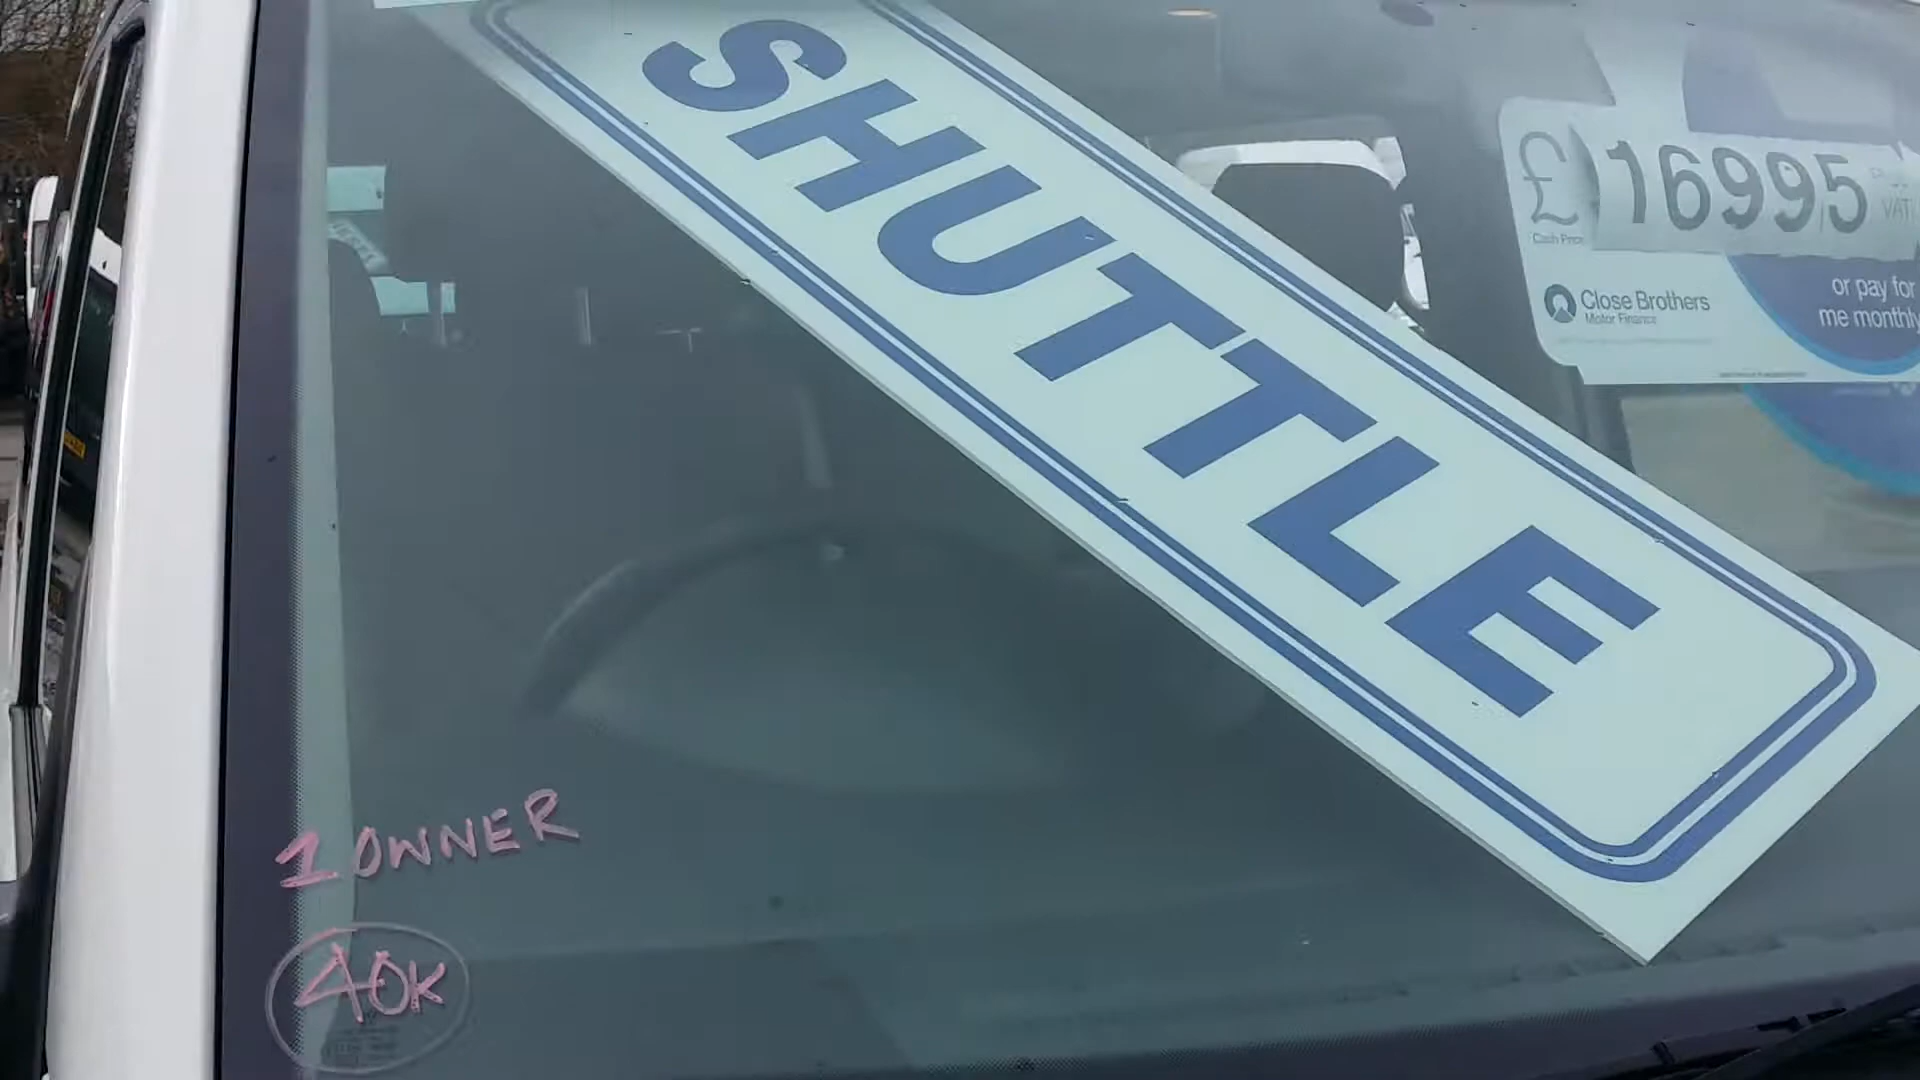 SHUTTLE
£ 16995
VAT
Cash Price
Close Brothers
Motor Finance
or pay for
me monthly
1 OWNER
40K